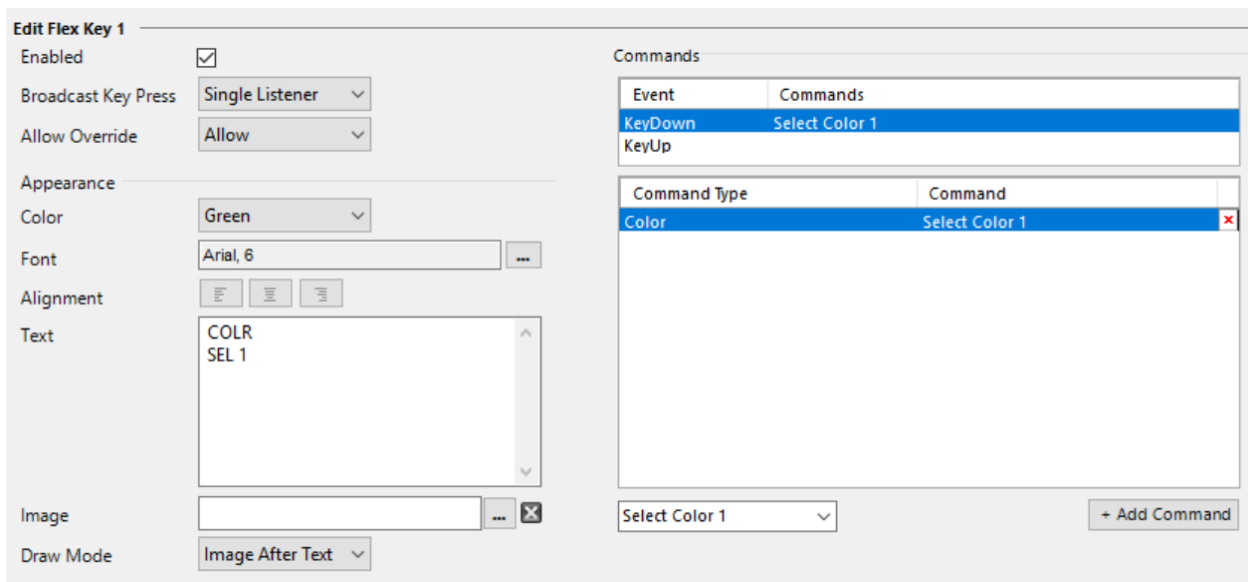 Edit Flex Key 1
Enabled
Broadcast Key Press Single Listener
Allow Override Allow
Appearance
Color Green
Font Arial, 6 ...
Alignment
Text COLR
SEL 1
Image ...
Draw Mode Image After Text
Commands
Event Commands
KeyDown Select Color 1
KeyUp
Command Type Command
Color Select Color 1
Select Color 1 + Add Command